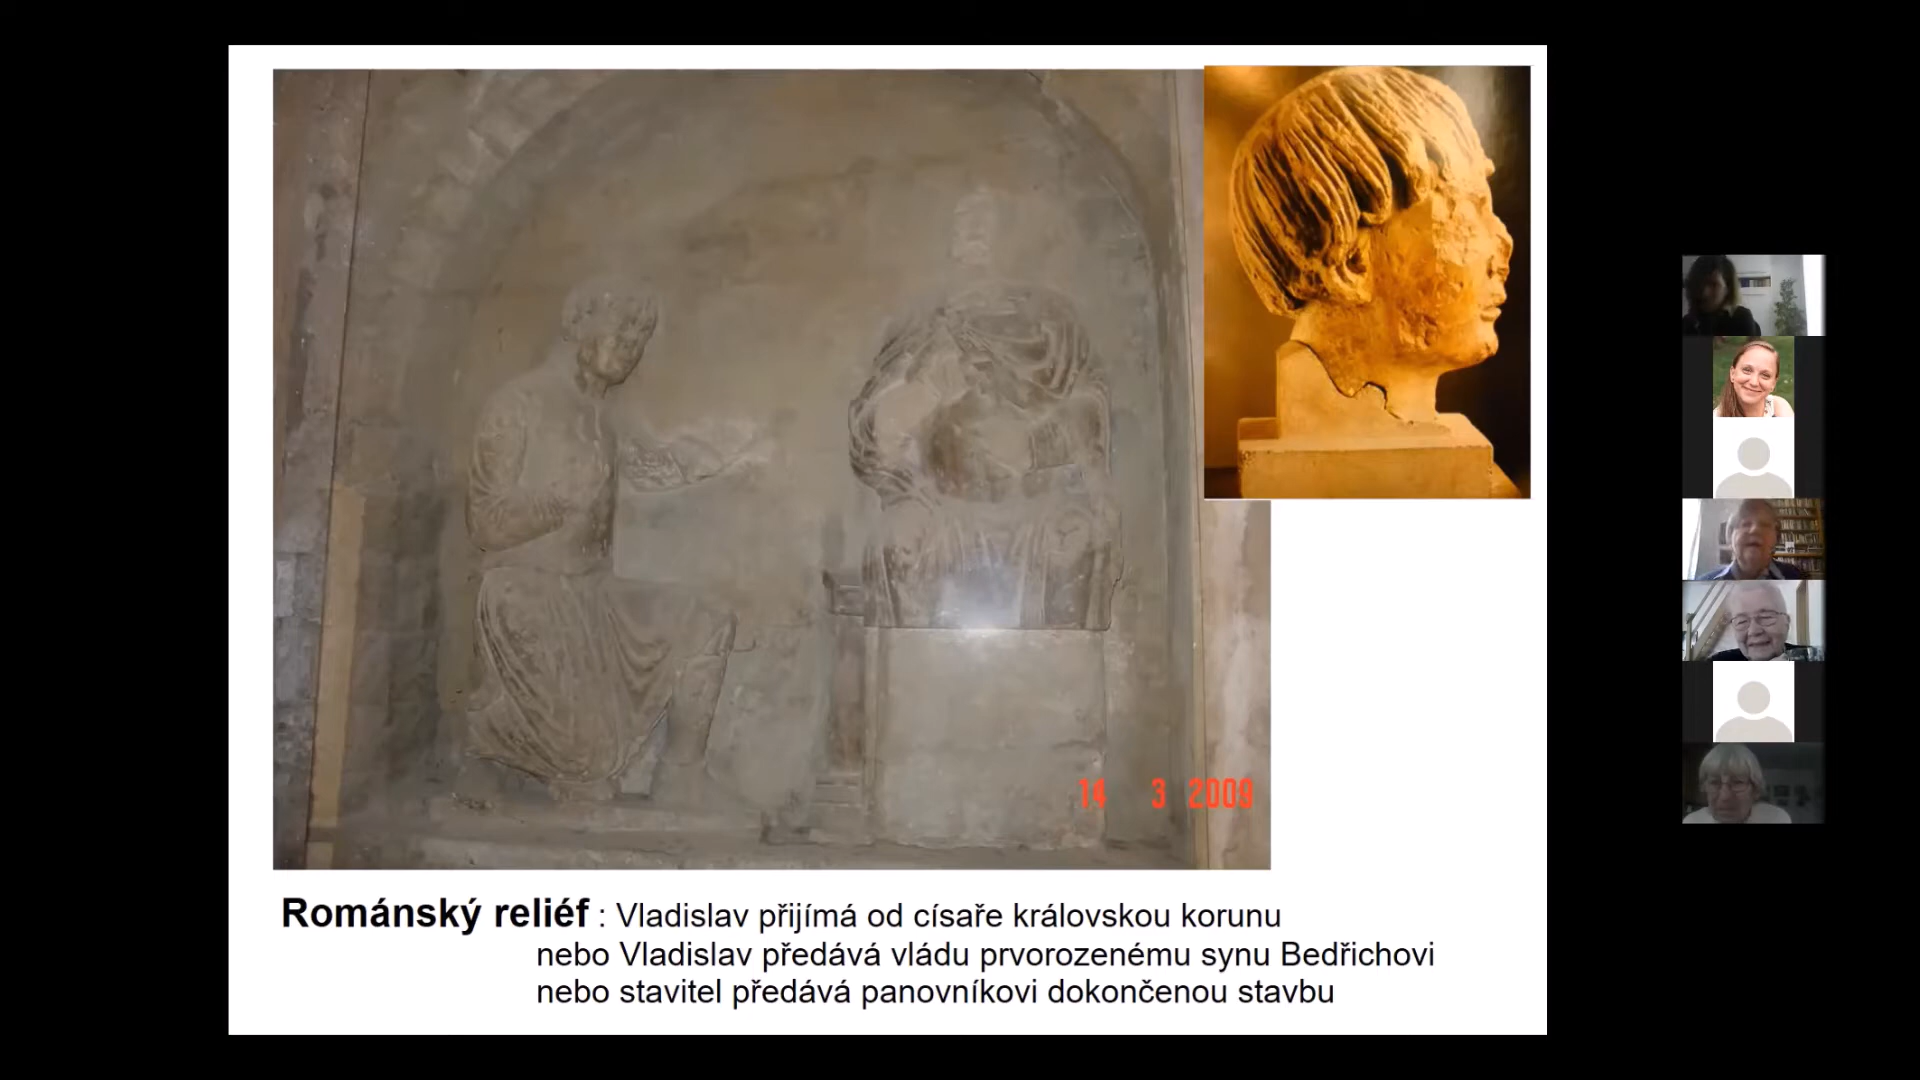 14 3 2009
Románský reliéf : Vladislav přijímá od císaře královskou korunu
nebo Vladislav předává vládu prvorozenému synu Bedřichovi
nebo stavitel předává panovníkovi dokončenou stavbu